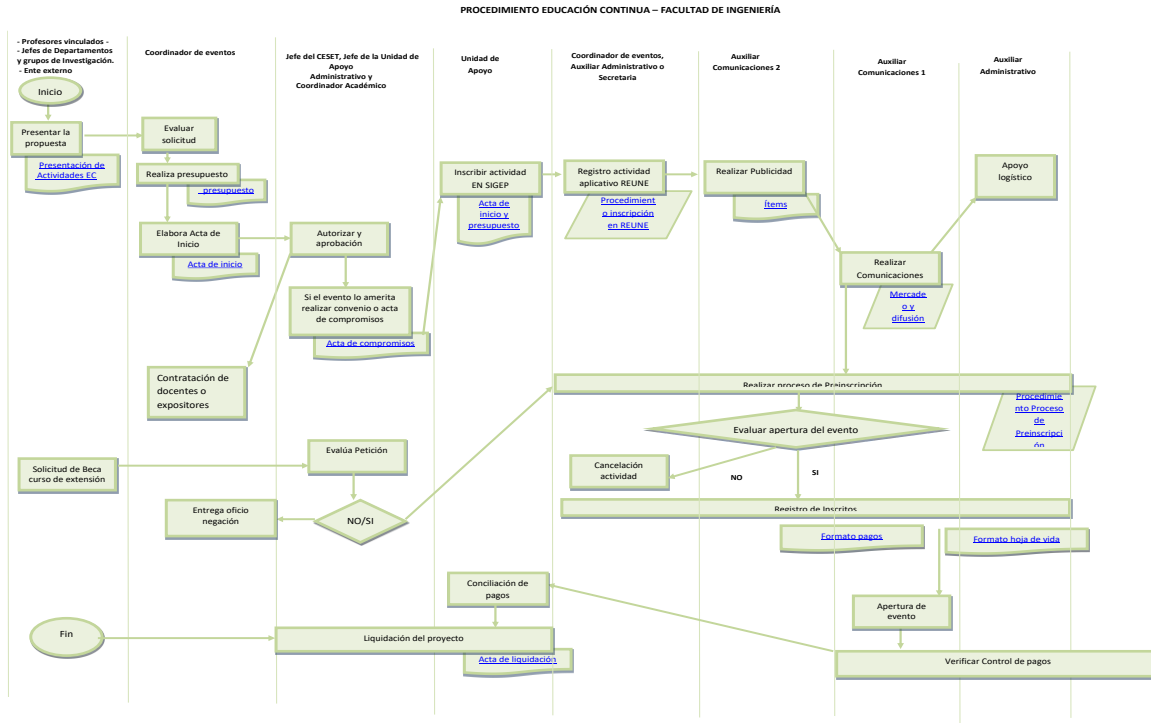 PROCEDIMIENTO EDUCACIÓN CONTINUA – FACULTAD DE INGENIERÍA
- Profesores vinculados -
- Jefes de Departamentos
y grupos de Investigación.
- Ente externo
Coordinador de eventos
Jefe del CESET, Jefe de la Unidad de
Apoyo
Administrativo y
Coordinador Académico
Unidad de
Apoyo
Coordinador de eventos,
Auxiliar Administrativo o
Secretaria
Auxiliar
Comunicaciones 2
Auxiliar
Comunicaciones 1
Auxiliar
Administrativo
Inicio
Presentar la
propuesta
Presentación de
Actividades EC
Evaluar
solicitud
Realiza presupuesto
presupuesto
Elabora Acta de
Inicio
Acta de inicio
Autorizar y
aprobación
Si el evento lo amerita
realizar convenio o acta
de compromisos
Acta de compromisos
Contratación de
docentes o
expositores
Inscribir actividad
EN SIGEP
Acta de
inicio y
presupuesto
Registro actividad
aplicativo REUNE
Procedimient
o inscripción
en REUNE
Realizar Publicidad
Ítems
Realizar
Comunicaciones
Mercade
o y
difusión
Apoyo
logístico
Realizar proceso de Preinscripción
Procedimie
nto Proceso
de
Preinscripci
ón
Evaluar apertura del evento
Cancelación
actividad
NO
SI
Registro de Inscritos
Formato pagos
Formato hoja de vida
Solicitud de Beca
curso de extensión
Evalúa Petición
NO/SI
Entrega oficio
negación
Apertura de
evento
Verificar Control de pagos
Conciliación de
pagos
Liquidación del proyecto
Acta de liquidación
Fin